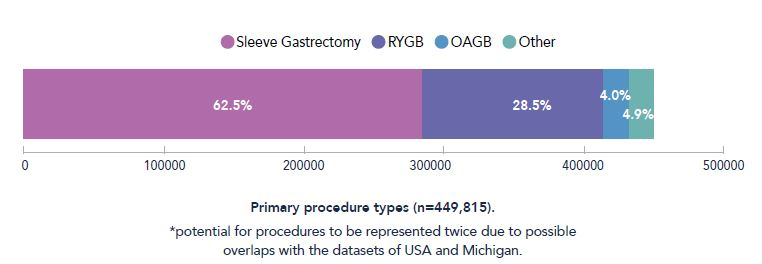 Sleeve Gastrectomy RYGB OAGB Other
62.5% 28.5% 4.0% 4.9%
0 100000 200000 300000 400000 500000
Primary procedure types (n=449,815).
*potential for procedures to be represented twice due to possible
overlaps with the datasets of USA and Michigan.